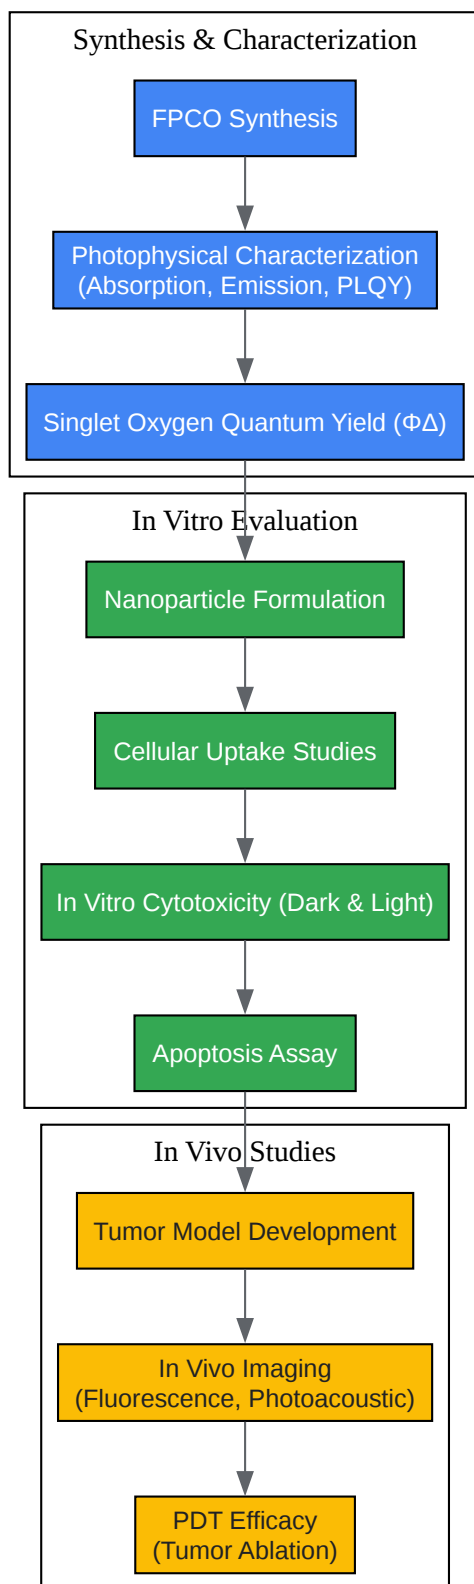 Synthesis & Characterization
FPCO Synthesis
Photophysical Characterization
(Absorption, Emission, PLQY)
Singlet Oxygen Quantum Yield (ΦΔ)
In Vitro Evaluation
Nanoparticle Formulation
Cellular Uptake Studies
In Vitro Cytotoxicity (Dark & Light)
Apoptosis Assay
In Vivo Studies
Tumor Model Development
In Vivo Imaging
(Fluorescence, Photoacoustic)
PDT Efficacy
(Tumor Ablation)